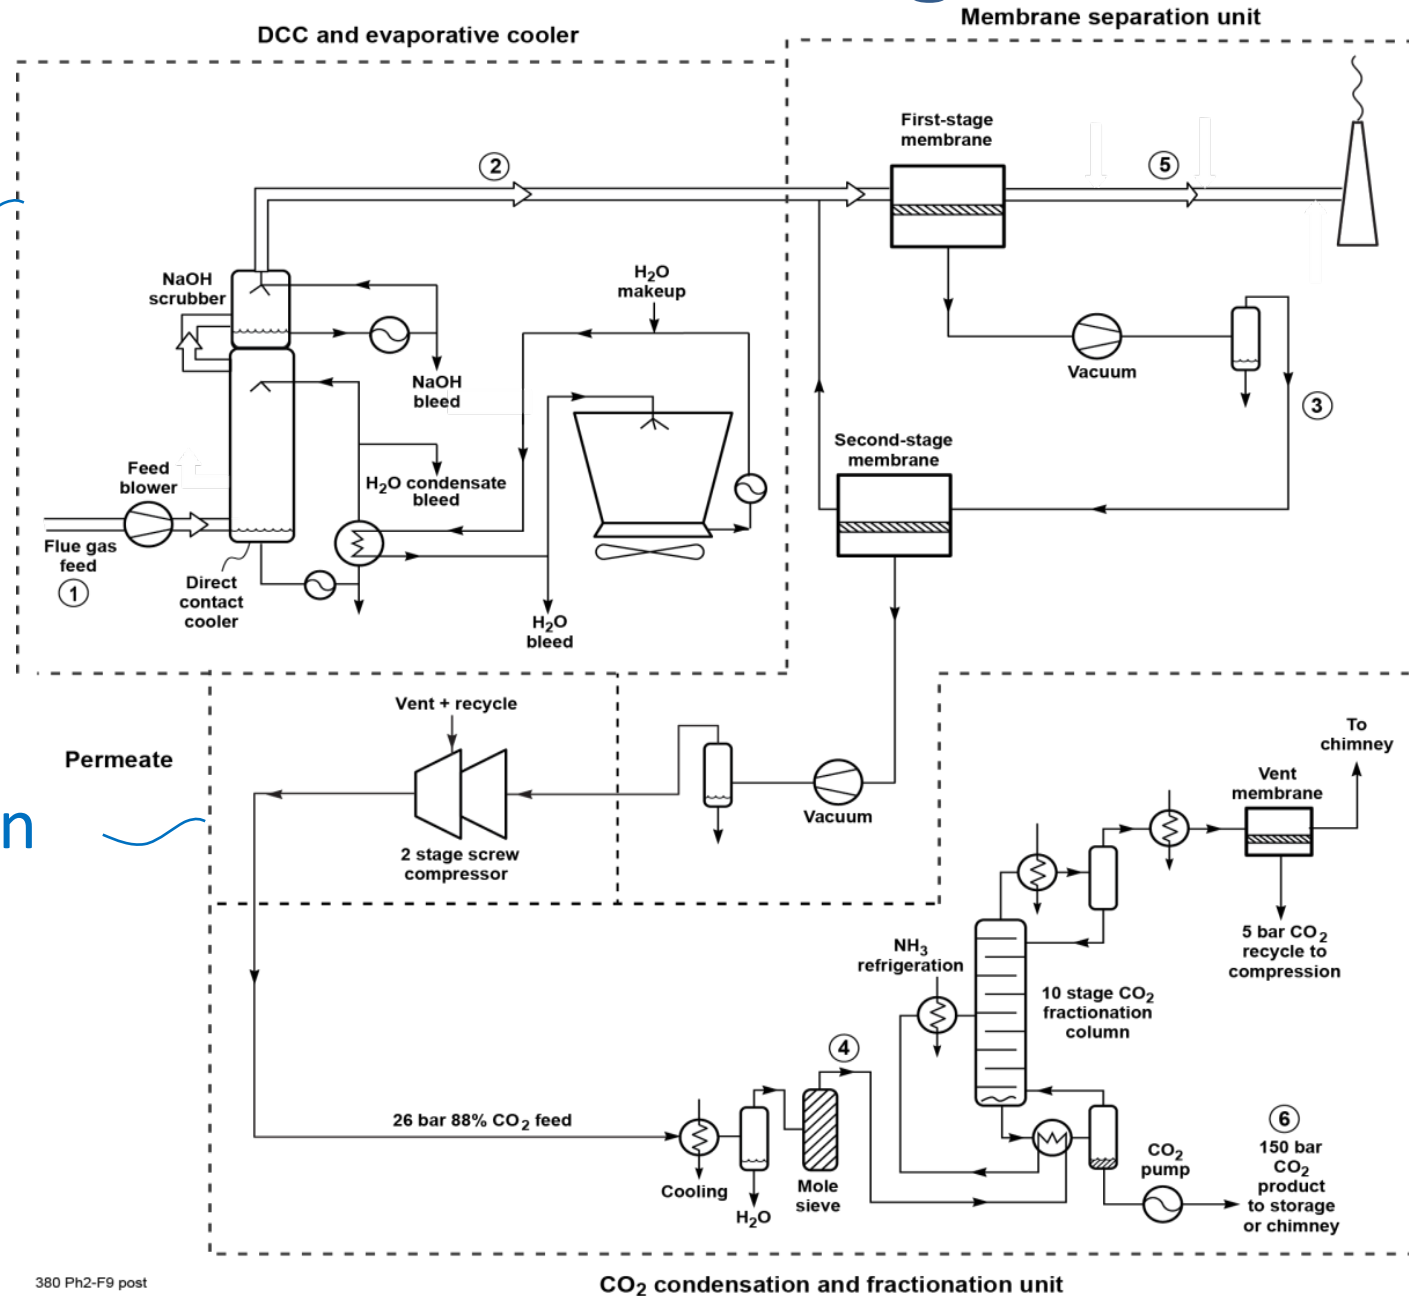 Membrane separation unit
DCC and evaporative cooler
First-stage
membrane
2
5
NaOH
scrubber
H2O
makeup
NaOH
bleed
Vacuum
3
Second-stage
membrane
Feed
blower
H2O condensate
bleed
Flue gas
feed
1
Direct
contact
cooler
H2O
bleed
Vent + recycle
Permeate
To
chimney
Vent
membrane
n
Vacuum
2 stage screw
compressor
5 bar CO2
recycle to
compression
NH3
refrigeration
10 stage CO2
fractionation
column
4
26 bar 88% CO2 feed
6
150 bar
CO2
product
to storage
or chimney
CO2
pump
Cooling
Mole
sieve
H2O
380 Ph2-F9 post
CO2 condensation and fractionation unit